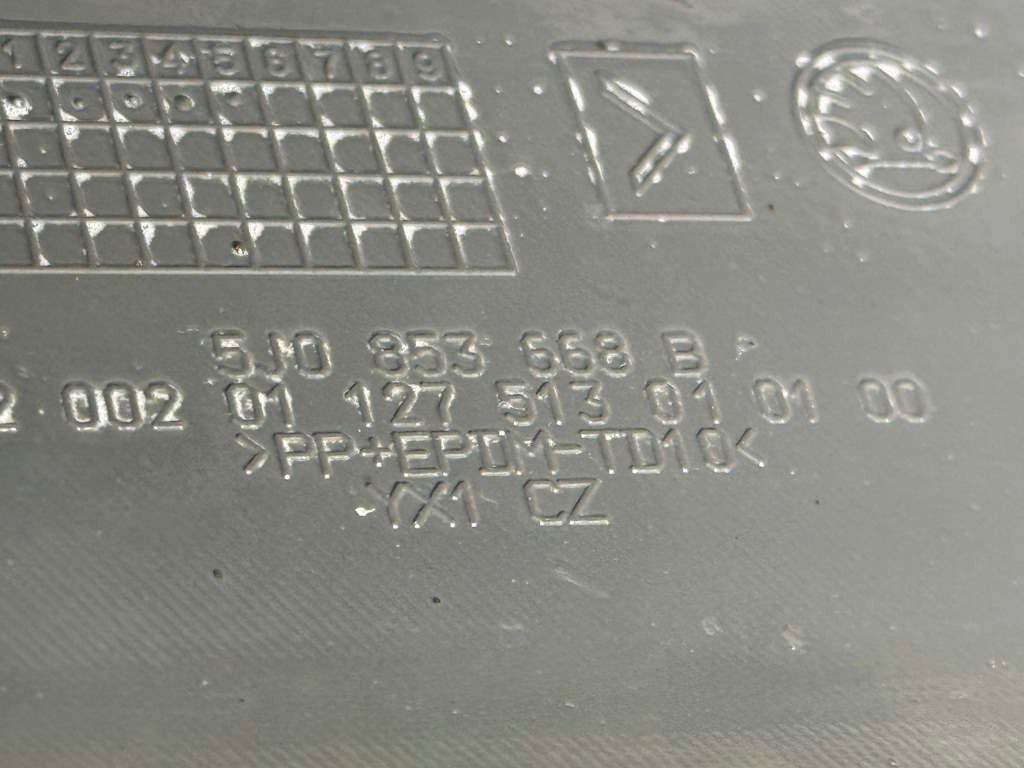 1 2 3 4 5 6 7 8 9
5J0 853 668 B
2 002 01 127 513 01 01 00
>PP+EPDM-TD10<
YX1 CZ